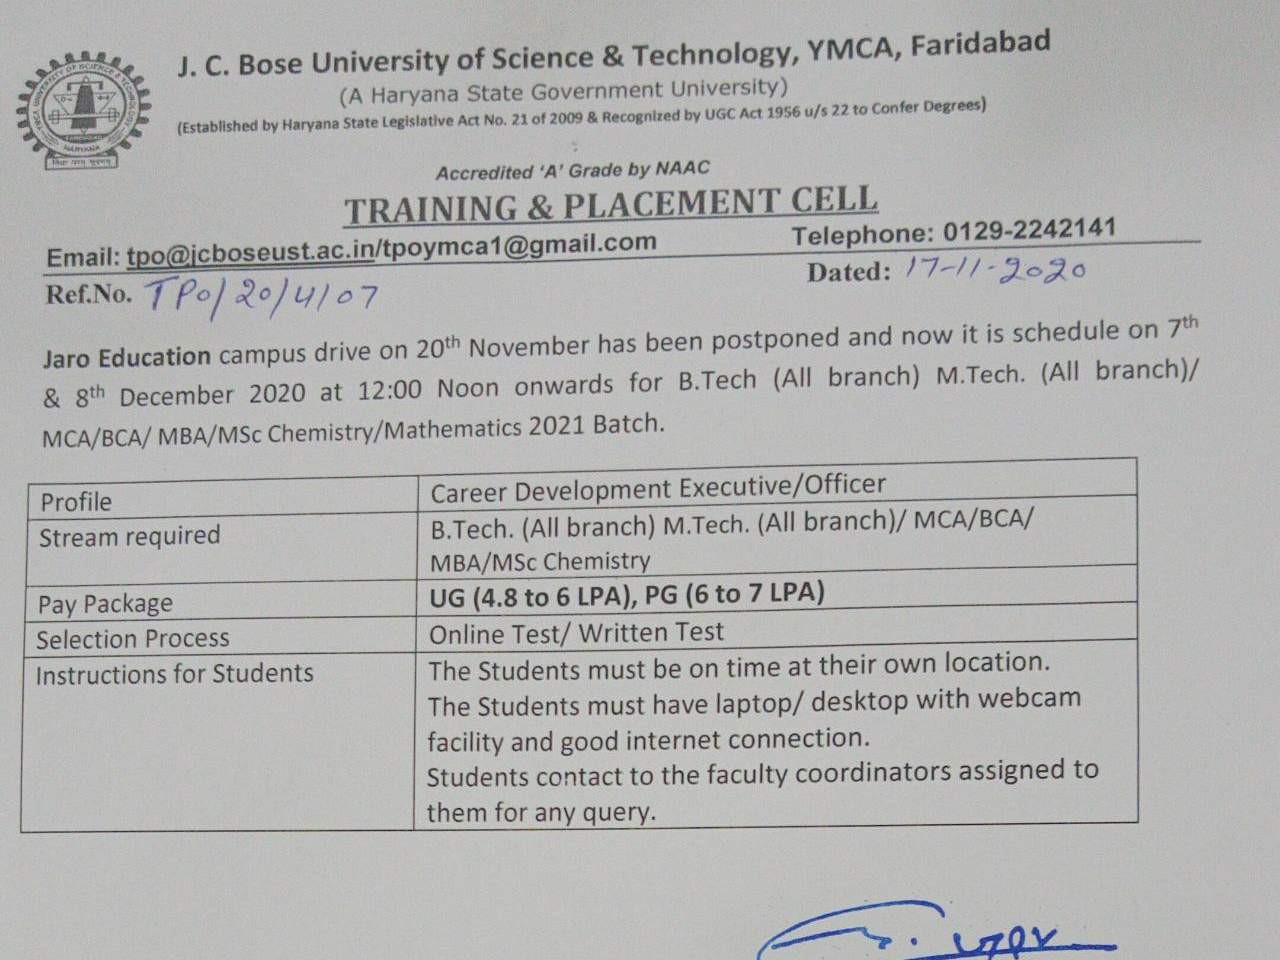 J. C. Bose University of Science & Technology, YMCA, Faridabad
(A Haryana State Government University)
(Established by Haryana State Legislative Act No. 21 of 2009 & Recognized by UGC Act 1956 u/s 22 to Confer Degrees)
Accredited ‘A’ Grade by NAAC
TRAINING & PLACEMENT CELL
Email: tpo@jcboseust.ac.in/tpoymca1@gmail.com Telephone: 0129-2242141
Ref.No. TPO/20/4/07 Dated: 17-11-2020
Jaro Education campus drive on 20th November has been postponed and now it is schedule on 7th
& 8th December 2020 at 12:00 Noon onwards for B.Tech (All branch) M.Tech. (All branch)/
MCA/BCA/ MBA/MSc Chemistry/Mathematics 2021 Batch.
Profile Career Development Executive/Officer
Stream required B.Tech. (All branch) M.Tech. (All branch)/ MCA/BCA/
MBA/MSc Chemistry
Pay Package UG (4.8 to 6 LPA), PG (6 to 7 LPA)
Selection Process Online Test/ Written Test
Instructions for Students The Students must be on time at their own location.
The Students must have laptop/ desktop with webcam
facility and good internet connection.
Students contact to the faculty coordinators assigned to
them for any query.